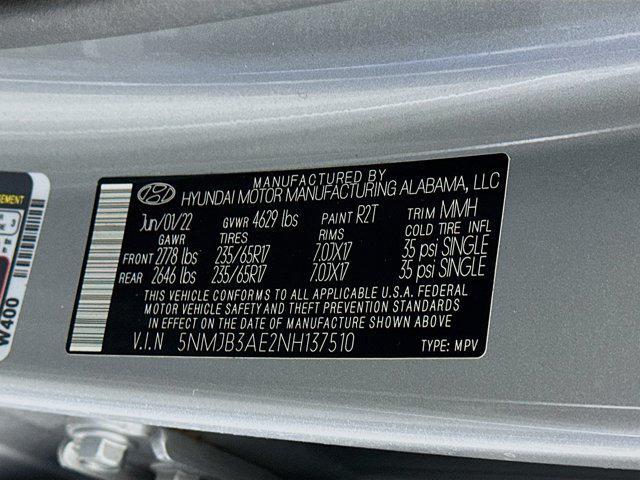 MANUFACTURED BY
HYUNDAI MOTOR MANUFACTURING ALABAMA, LLC
Jun/01/22 GVWR 4629 lbs PAINT R2T TRIM MMH
GAWR TIRES RIMS COLD TIRE INFL
FRONT 2778 lbs 235/65R17 7.0JX17 35 psi SINGLE
REAR 2646 lbs 235/65R17 7.0JX17 35 psi SINGLE
THIS VEHICLE CONFORMS TO ALL APPLICABLE U.S.A. FEDERAL
MOTOR VEHICLE SAFETY AND THEFT PREVENTION STANDARDS
IN EFFECT ON THE DATE OF MANUFACTURE SHOWN ABOVE
V.I.N 5NMJB3AE2NH137510 TYPE: MPV
W400